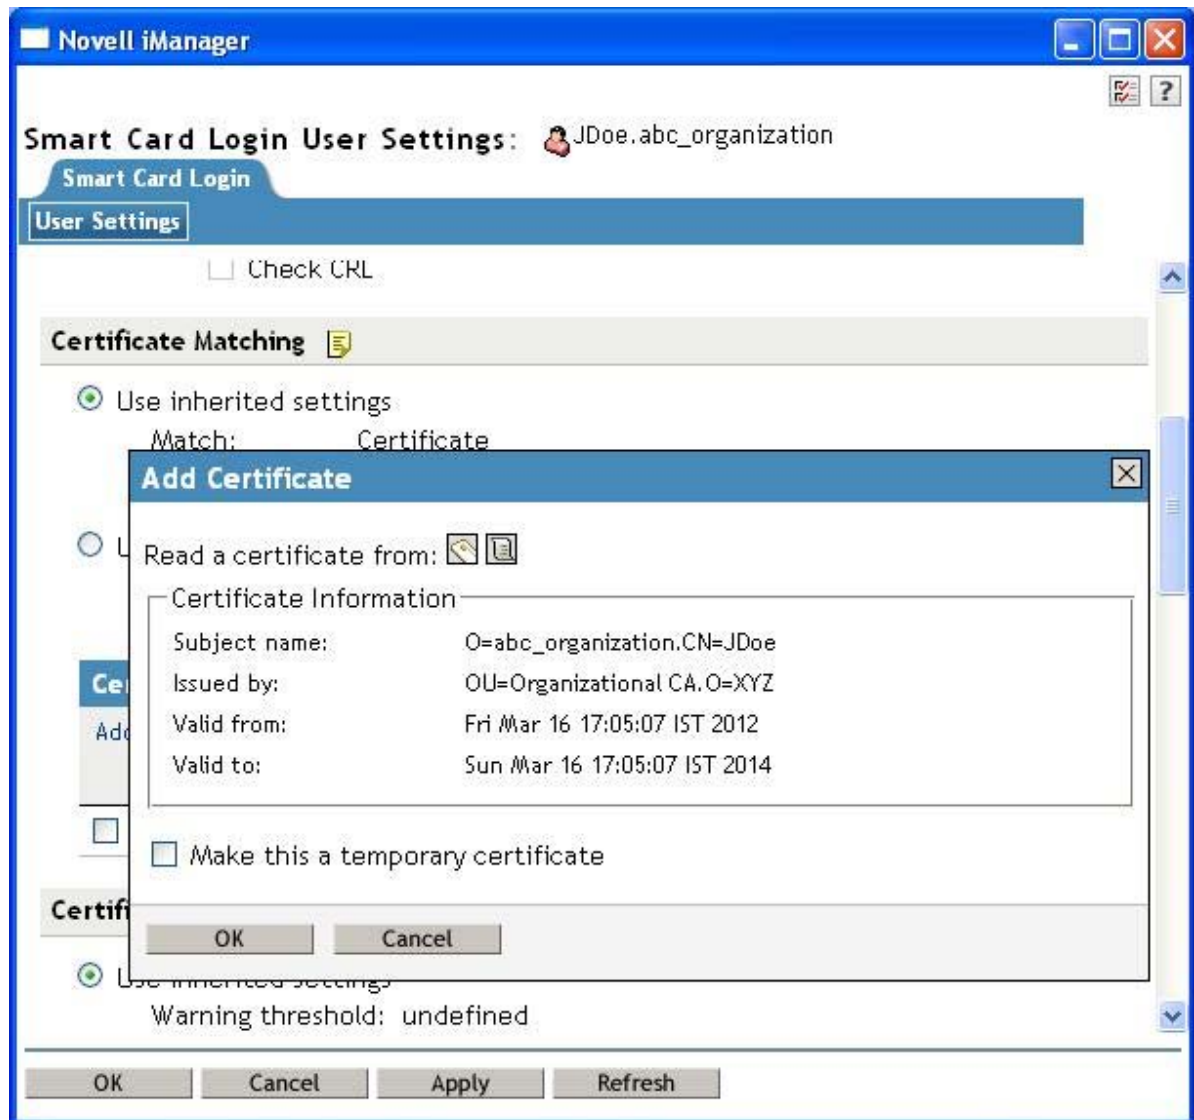 Novell iManager
Smart Card Login User Settings: JDoe.abc_organization
Smart Card Login
User Settings
Check CRL
Certificate Matching
Use inherited settings
Match: Certificate
Add Certificate
Read a certificate from:
Certificate Information
Subject name: O=abc_organization.CN=JDoe
Issued by: OU=Organizational CA.O=XYZ
Valid from: Fri Mar 16 17:05:07 IST 2012
Valid to: Sun Mar 16 17:05:07 IST 2014
Make this a temporary certificate
OK Cancel
Use inherited settings
Warning threshold: undefined
OK Cancel Apply Refresh